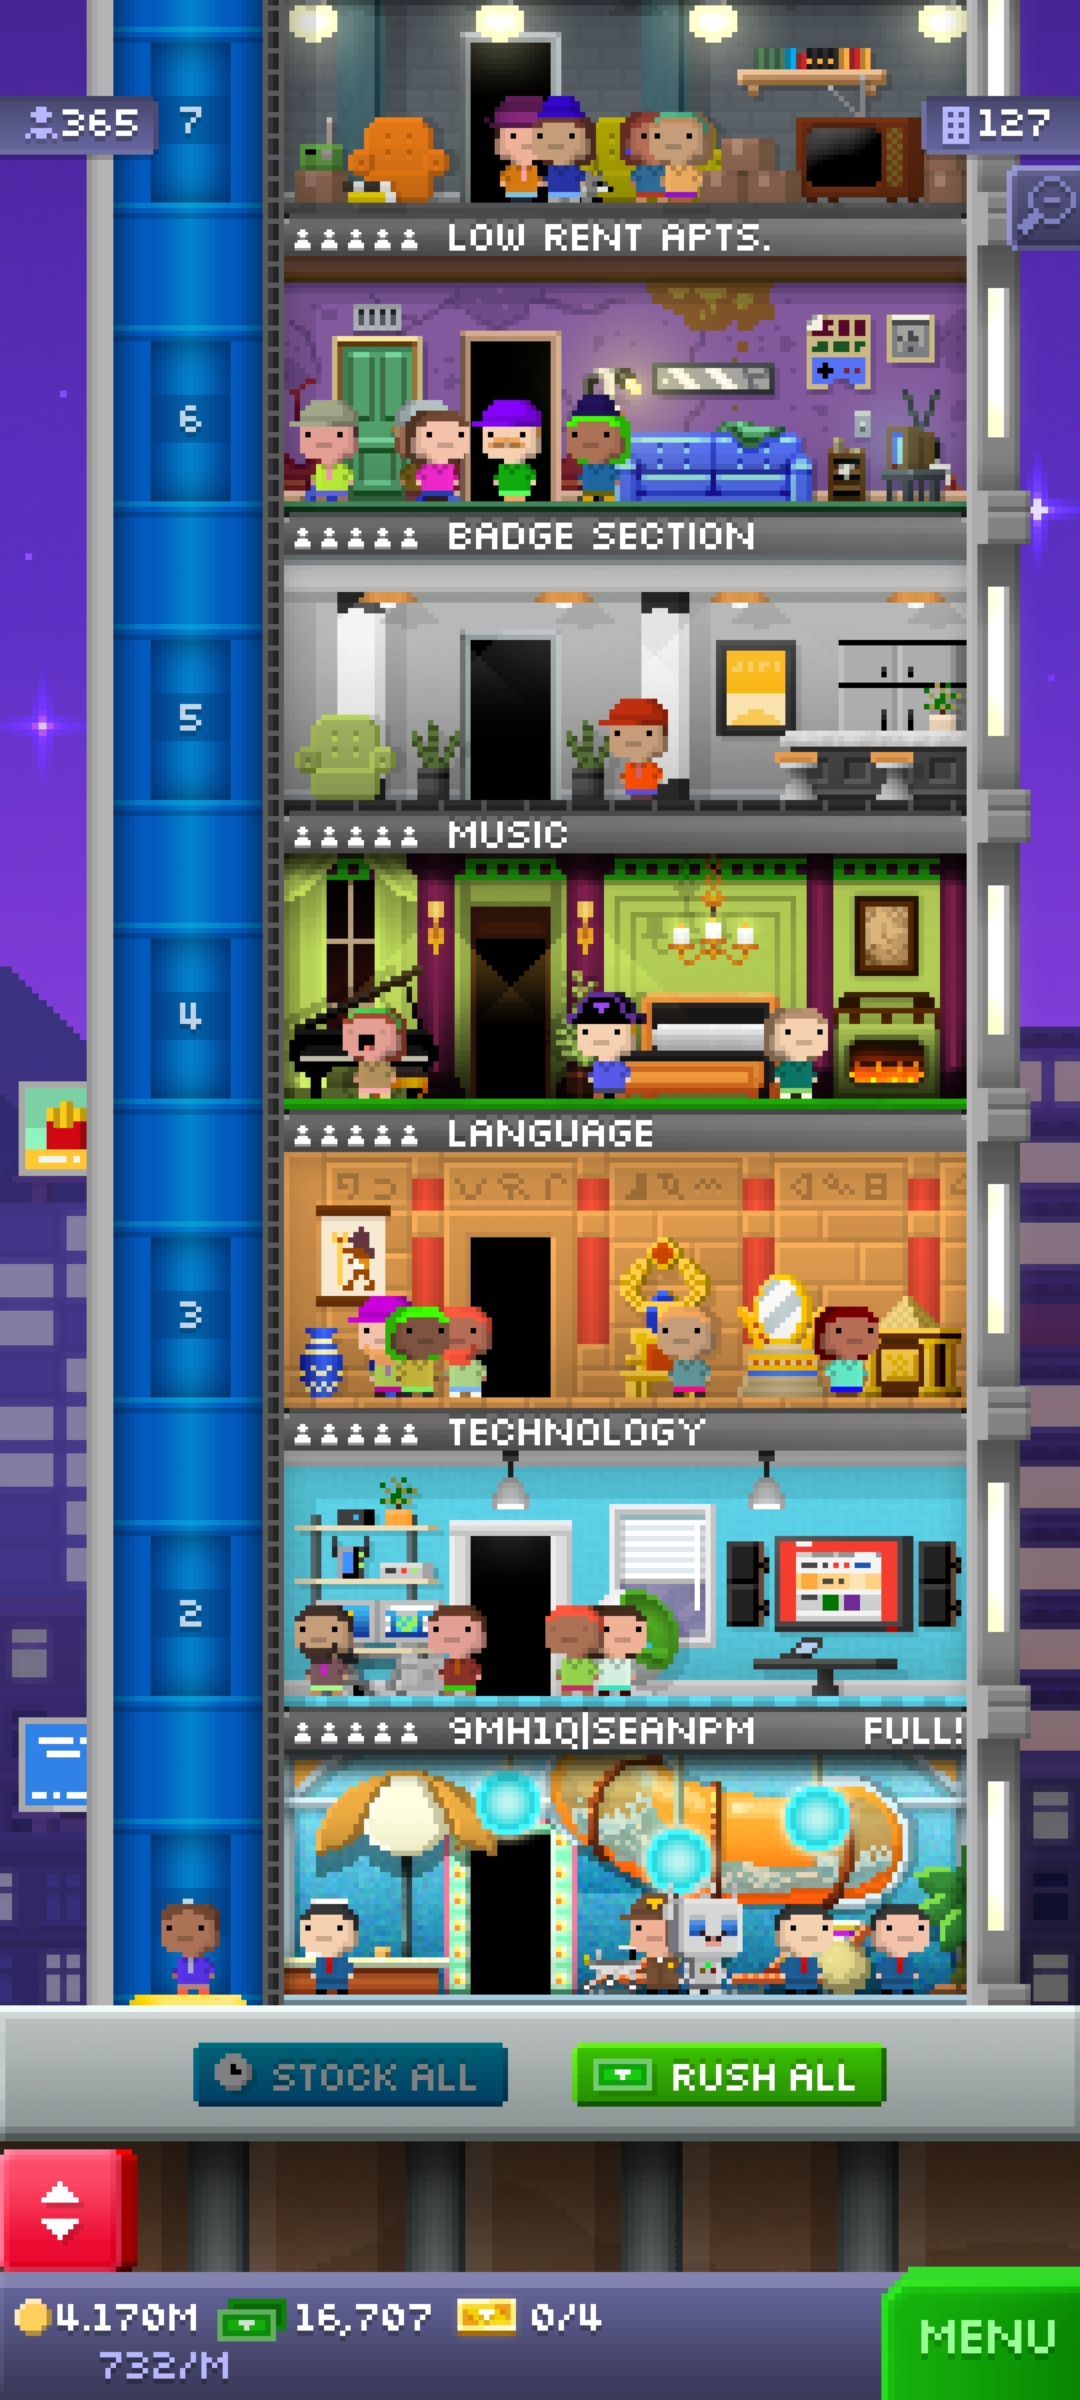 365
7
127
LOW RENT APTS.
6
BADGE SECTION
5
MUSIC
4
LANGUAGE
3
TECHNOLOGY
2
9MH1Q|SEANPM FULL!
STOCK ALL
RUSH ALL
4.170M 16,707 0/4
732/M
MENU